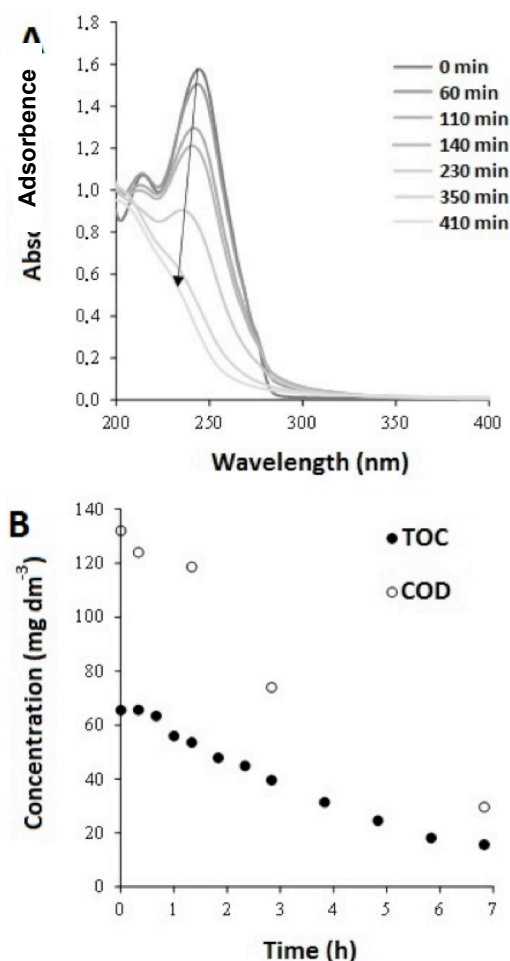 A
Adsorbence
Abs
1.8
1.6
1.4
1.2
1.0
0.8
0.6
0.4
0.2
0.0
200
250
300
350
400
Wavelength (nm)
0 min
60 min
110 min
140 min
230 min
350 min
410 min
B
Concentration (mg dm⁻³)
140
120
100
80
60
40
20
0
0
1
2
3
4
5
6
7
Time (h)
TOC
COD